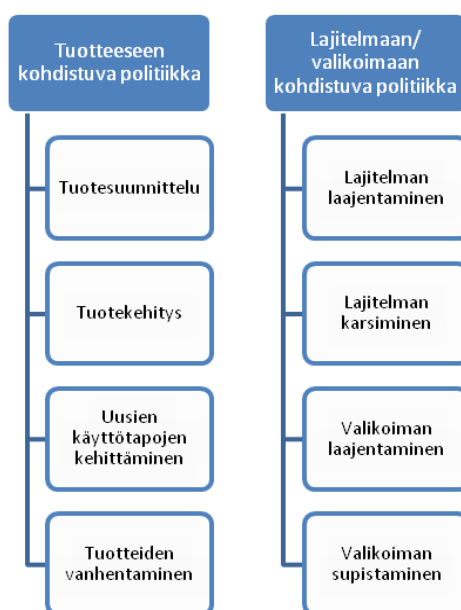 Tuotteeseen
kohdistuva politiikka
Tuotesuunnittelu
Tuotekehitys
Uusien
käyttötapojen
kehittäminen
Tuotteiden
vanhentaminen
Lajitelmaan/
valikoimaan
kohdistuva politiikka
Lajitelman
laajentaminen
Lajitelman
karsiminen
Valikoiman
laajentaminen
Valikoiman
supistaminen